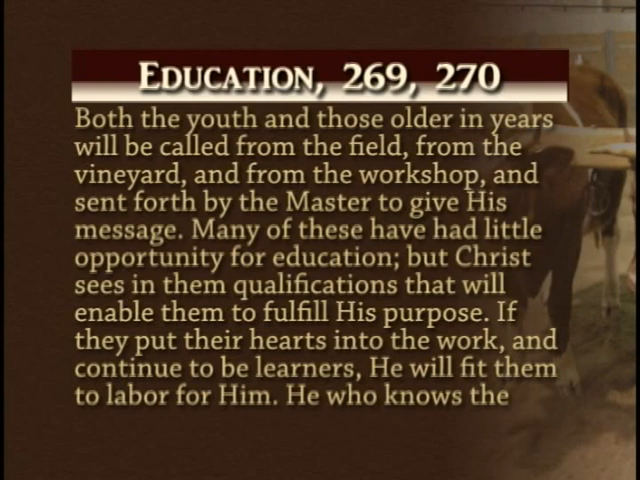 EDUCATION, 269, 270
Both the youth and those older in years
will be called from the field, from the
vineyard, and from the workshop, and
sent forth by the Master to give His
message. Many of these have had little
opportunity for education; but Christ
sees in them qualifications that will
enable them to fulfill His purpose. If
they put their hearts into the work, and
continue to be learners, He will fit them
to labor for Him. He who knows the